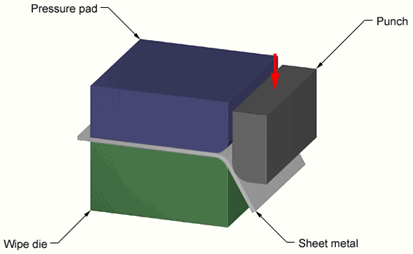 Pressure pad
Punch
Wipe die
Sheet metal